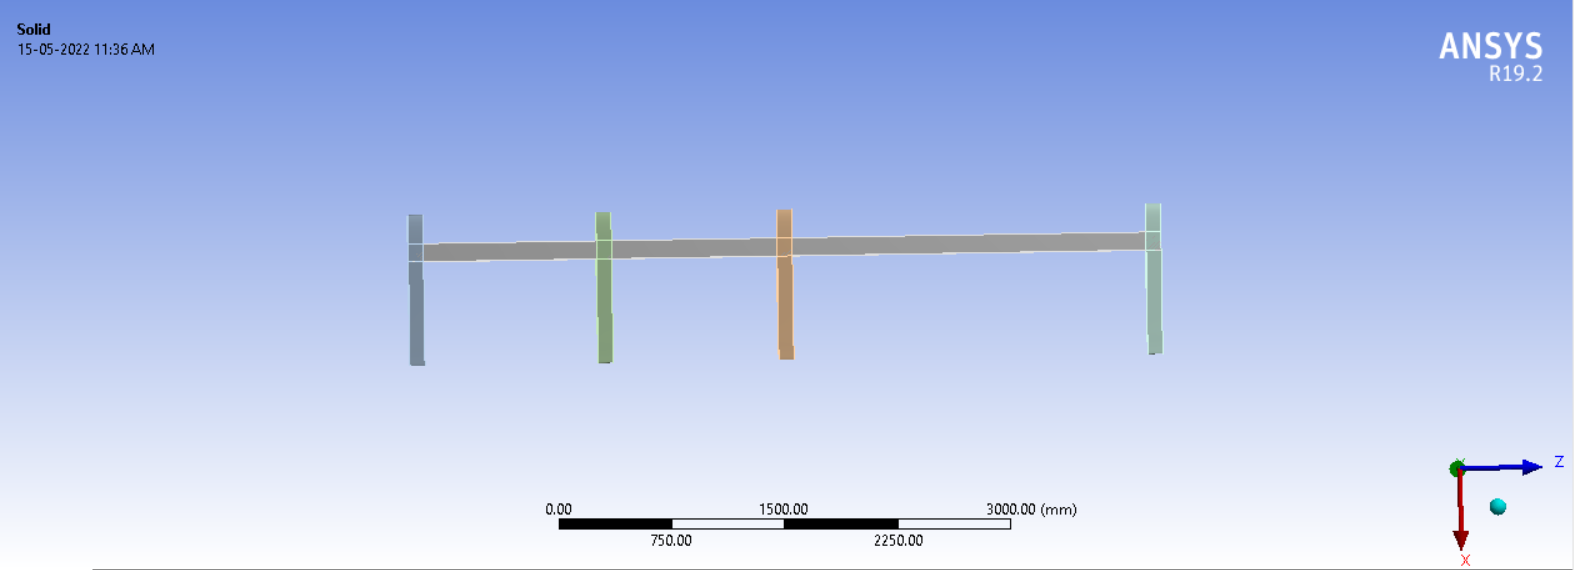 Solid
15-05-2022 11:36 AM
ANSYS
R19.2
0.00 1500.00 3000.00 (mm)
750.00 2250.00
Z
Y
X